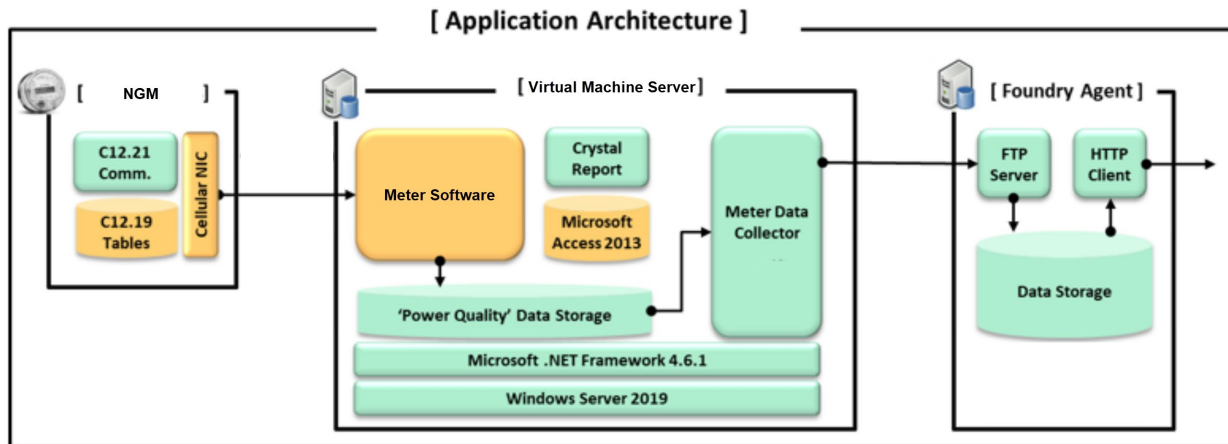 [ Application Architecture ]
[ NGM ]
C12.21
Comm.
C12.19
Tables
Cellular NIC
[ Virtual Machine Server]
Meter Software
Crystal
Report
Microsoft
Access 2013
Meter Data
Collector
‘Power Quality’ Data Storage
Microsoft .NET Framework 4.6.1
Windows Server 2019
[ Foundry Agent ]
FTP
Server
HTTP
Client
Data Storage